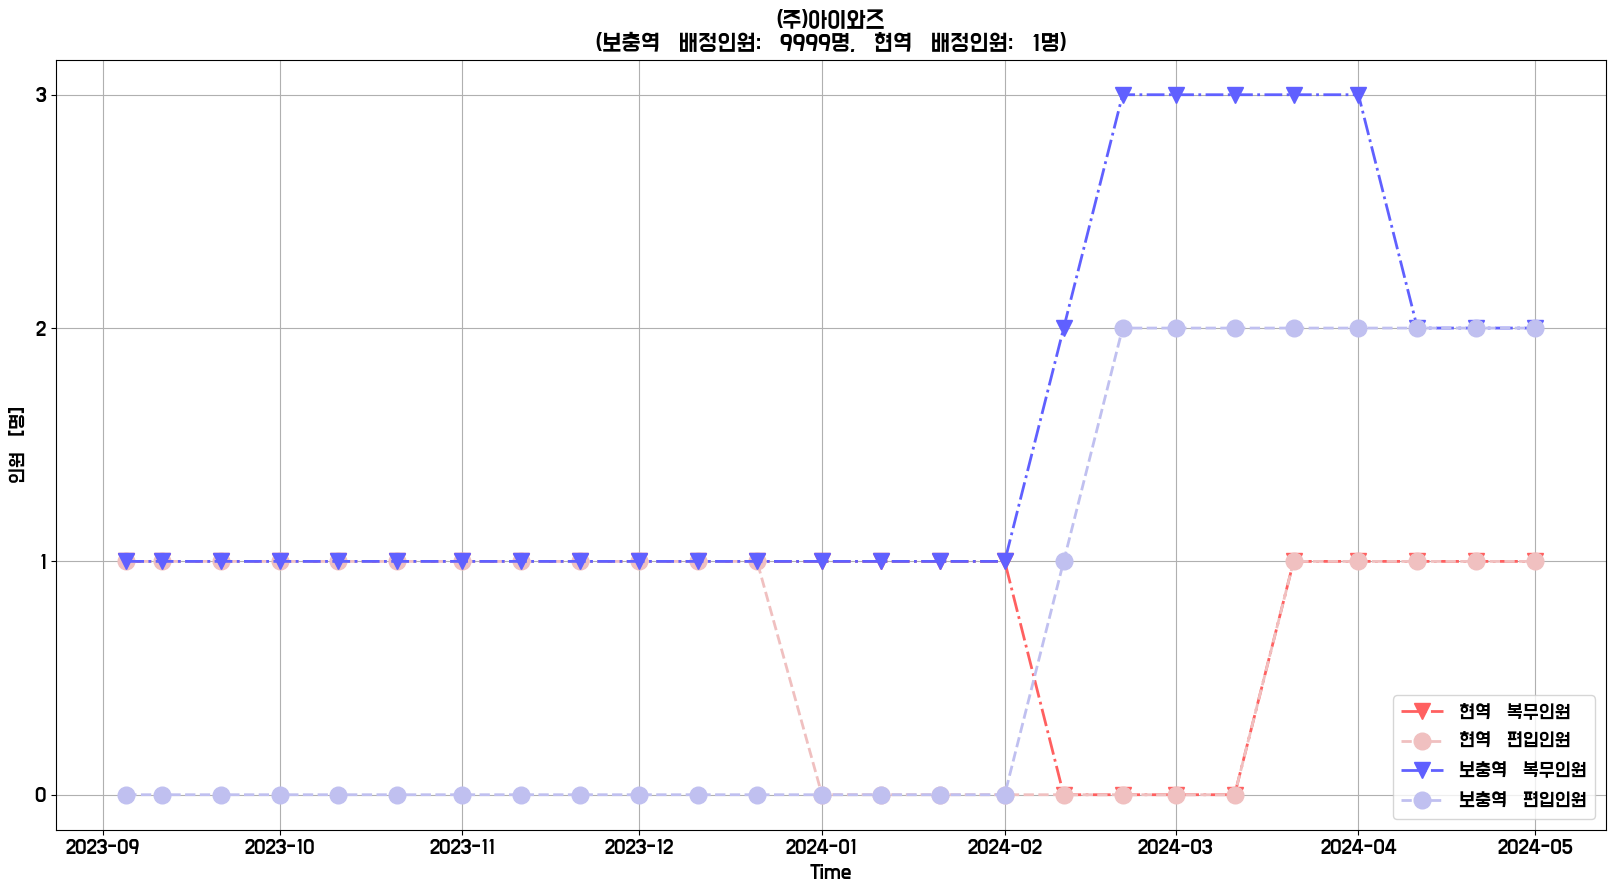 (주)아이와즈
(보충역 배정인원: 9999명, 현역 배정인원: 1명)
3
2
1
0
인원 [명]
2023-09 2023-10 2023-11 2023-12 2024-01 2024-02 2024-03 2024-04 2024-05
Time
현역 복무인원
현역 편입인원
보충역 복무인원
보충역 편입인원